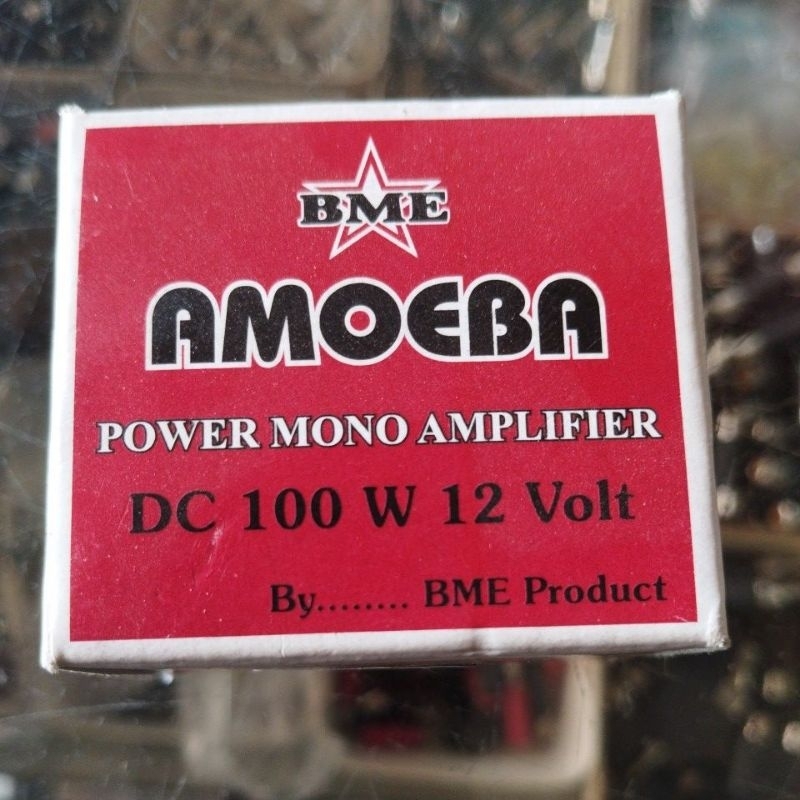 BME
AMOEBA
POWER MONO AMPLIFIER
DC 100 W 12 Volt
By........ BME Product